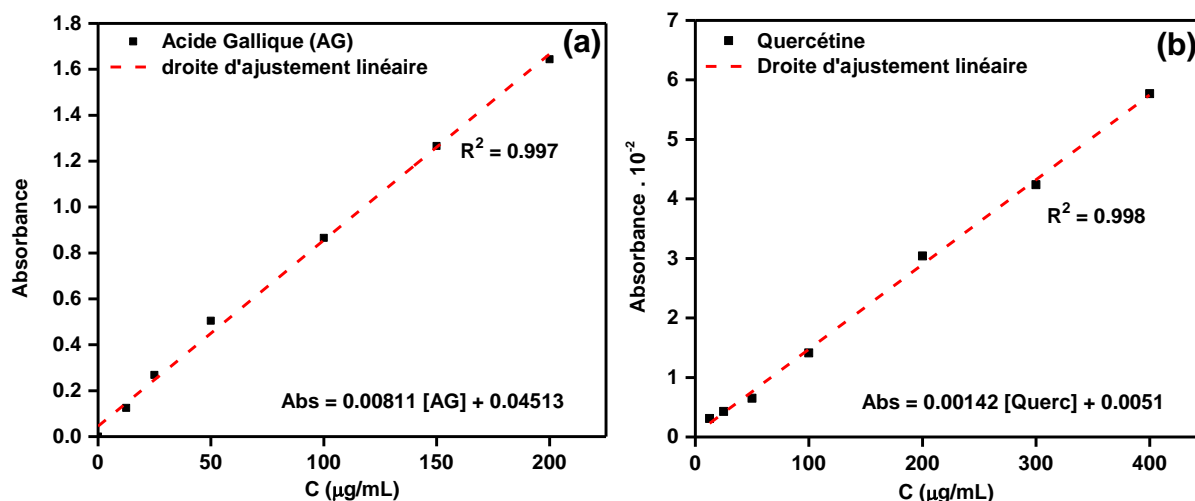 (a)
Acide Gallique (AG)
droite d'ajustement linéaire
R² = 0.997
Abs = 0.00811 [AG] + 0.04513
Absorbance
1.8
1.6
1.4
1.2
1.0
0.8
0.6
0.4
0.2
0.0
0 50 100 150 200
C (µg/mL)
(b)
Quercétine
Droite d'ajustement linéaire
R² = 0.998
Abs = 0.00142 [Querc] + 0.0051
Absorbance . 10⁻²
7
6
5
4
3
2
1
0
0 100 200 300 400
C (µg/mL)